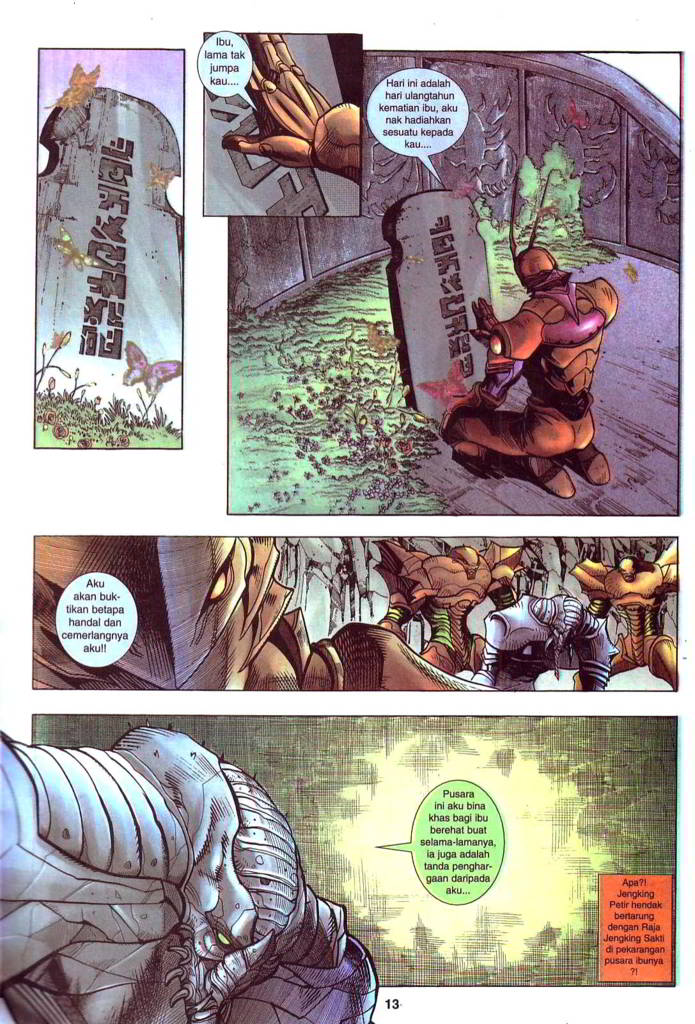 Ibu,
lama tak
jumpa
kau....
Hari ini adalah
hari ulangtahun
kematian ibu, aku
nak hadiahkan
sesuatu kepada
kau....
Aku
akan buk-
tikan betapa
handal dan
cemerlangnya
aku!!
Pusara
ini aku bina
khas bagi ibu
berehat buat
selama-lamanya,
ia juga adalah
tanda penghar-
gaan daripada
aku...
Apa?!
Jengking
Petir hendak
bertarung
dengan Raja
Jengking Sakti
di pekarangan
pusara ibunya
?!
13